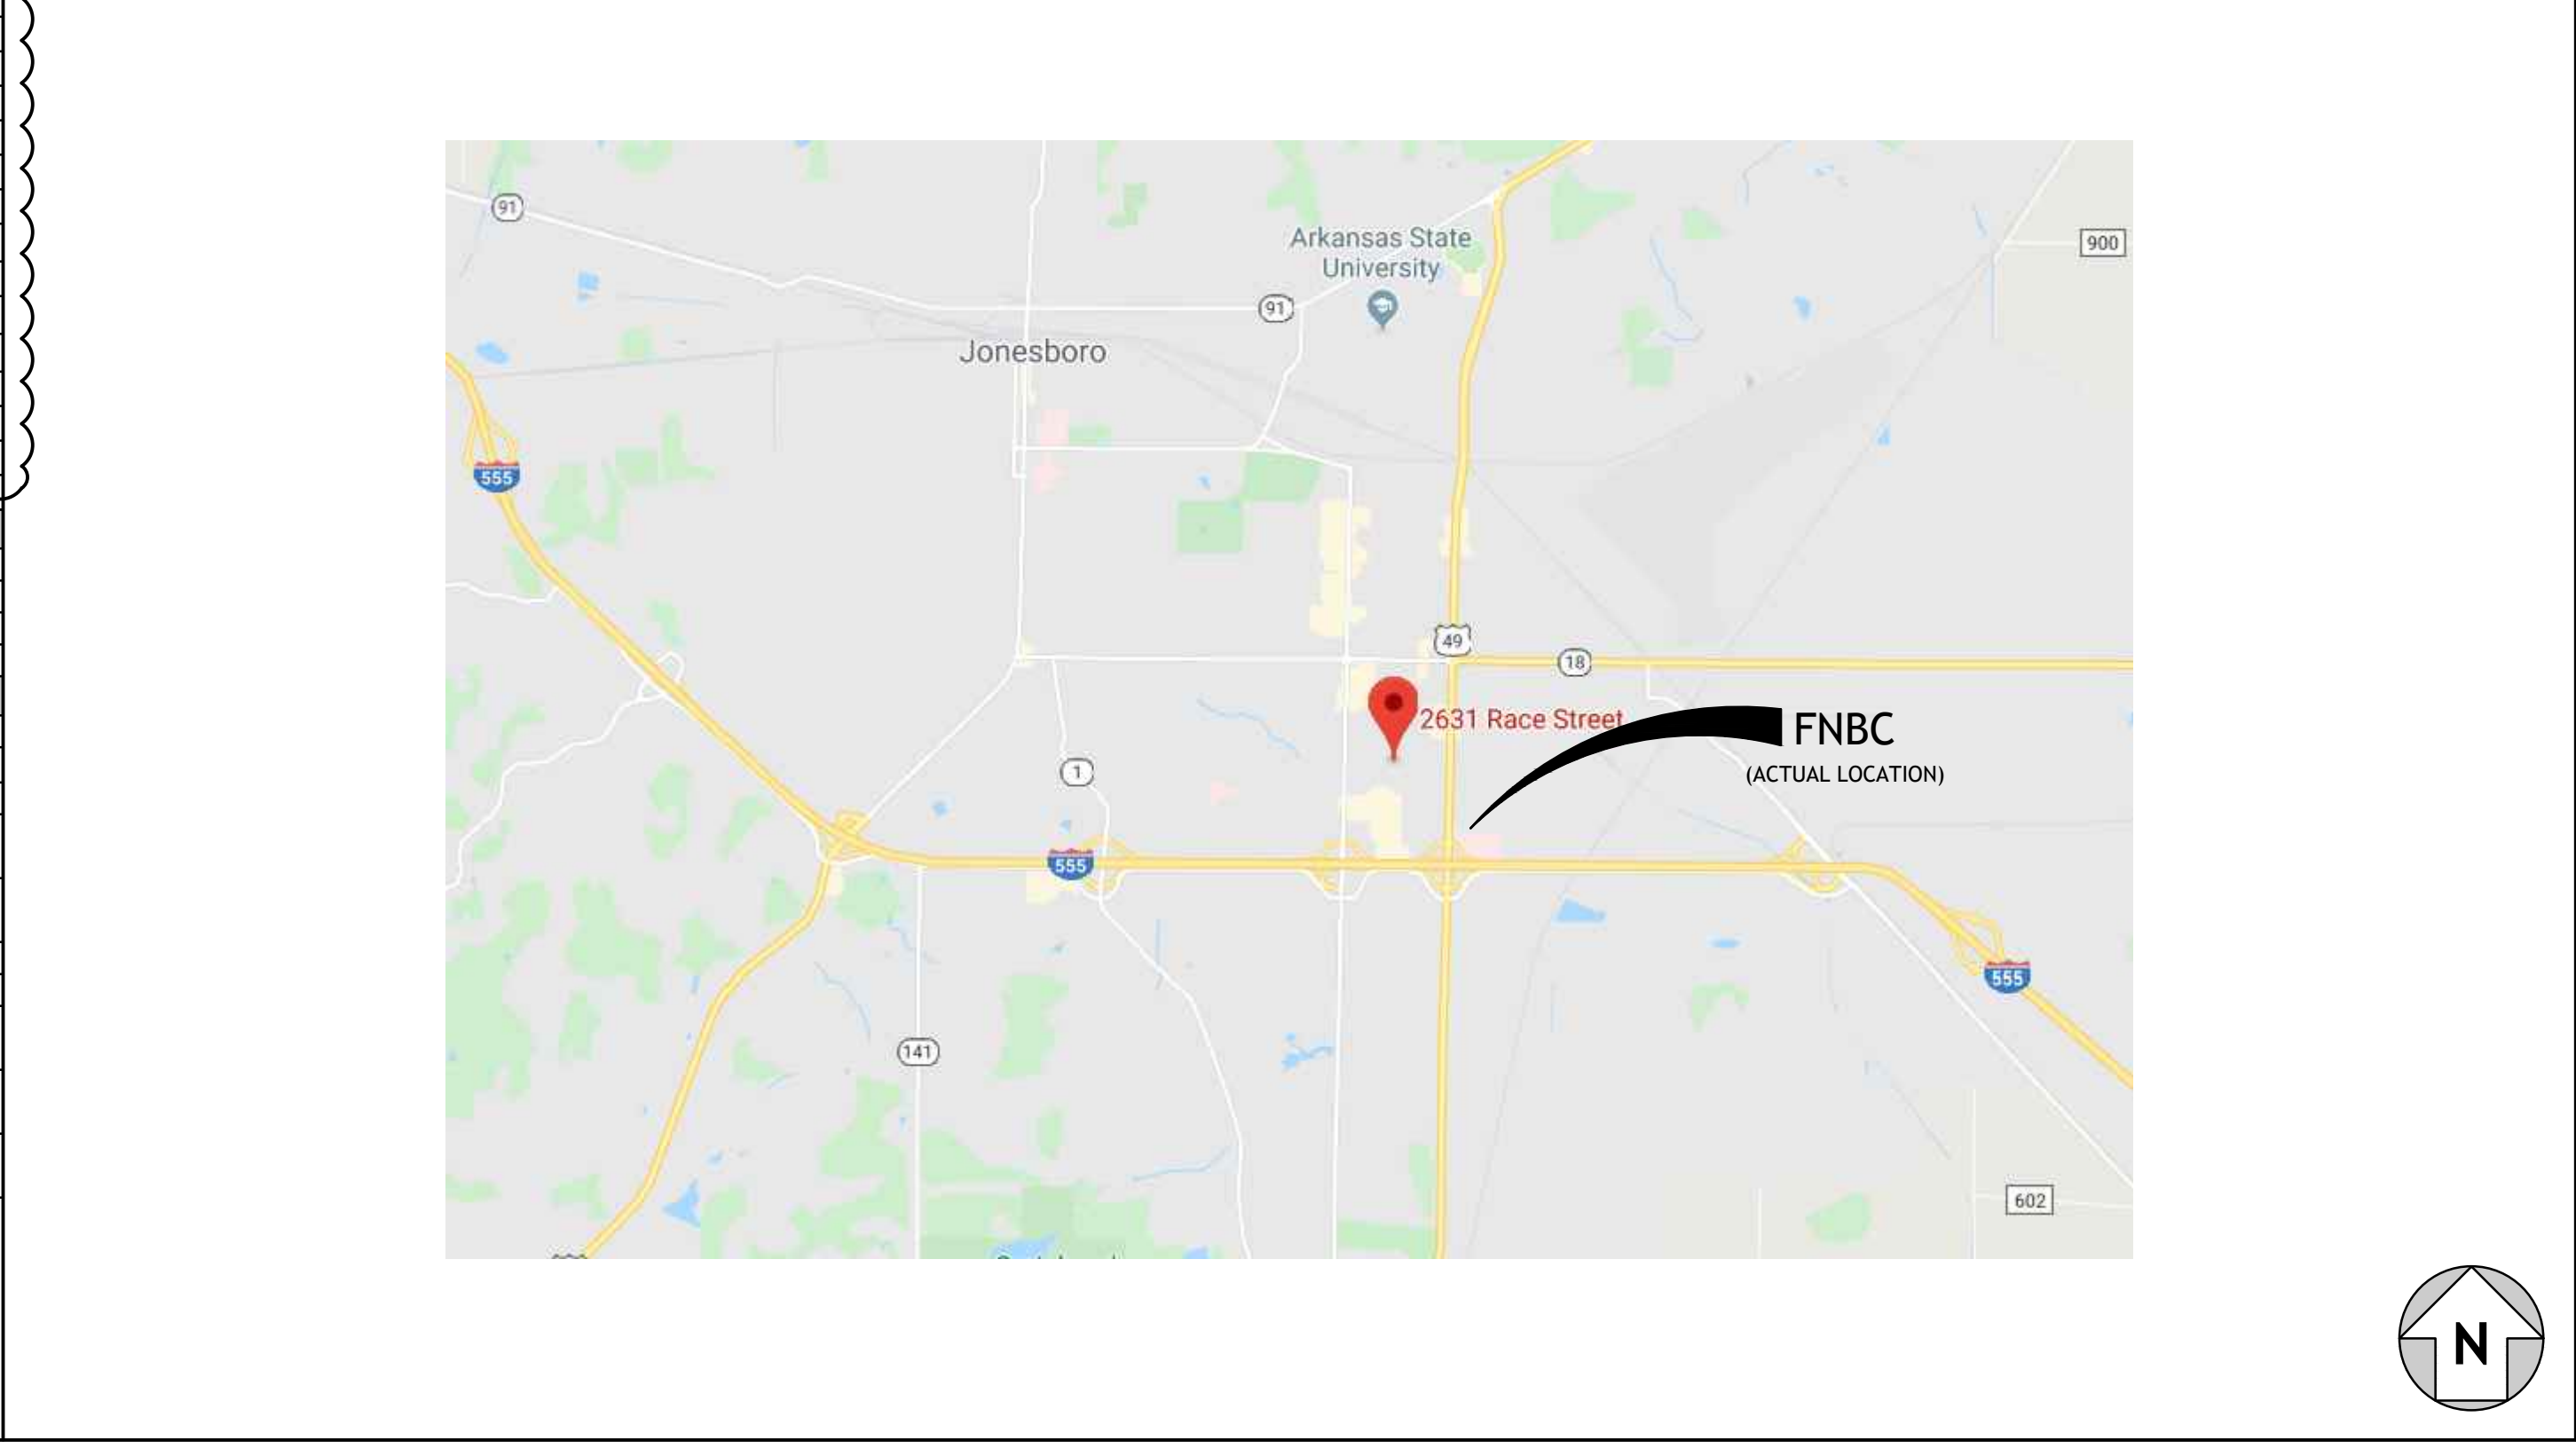 91
900
Arkansas State
University
91
Jonesboro
555
49
18
2631 Race Street
FNBC
(ACTUAL LOCATION)
1
555
555
141
602
N